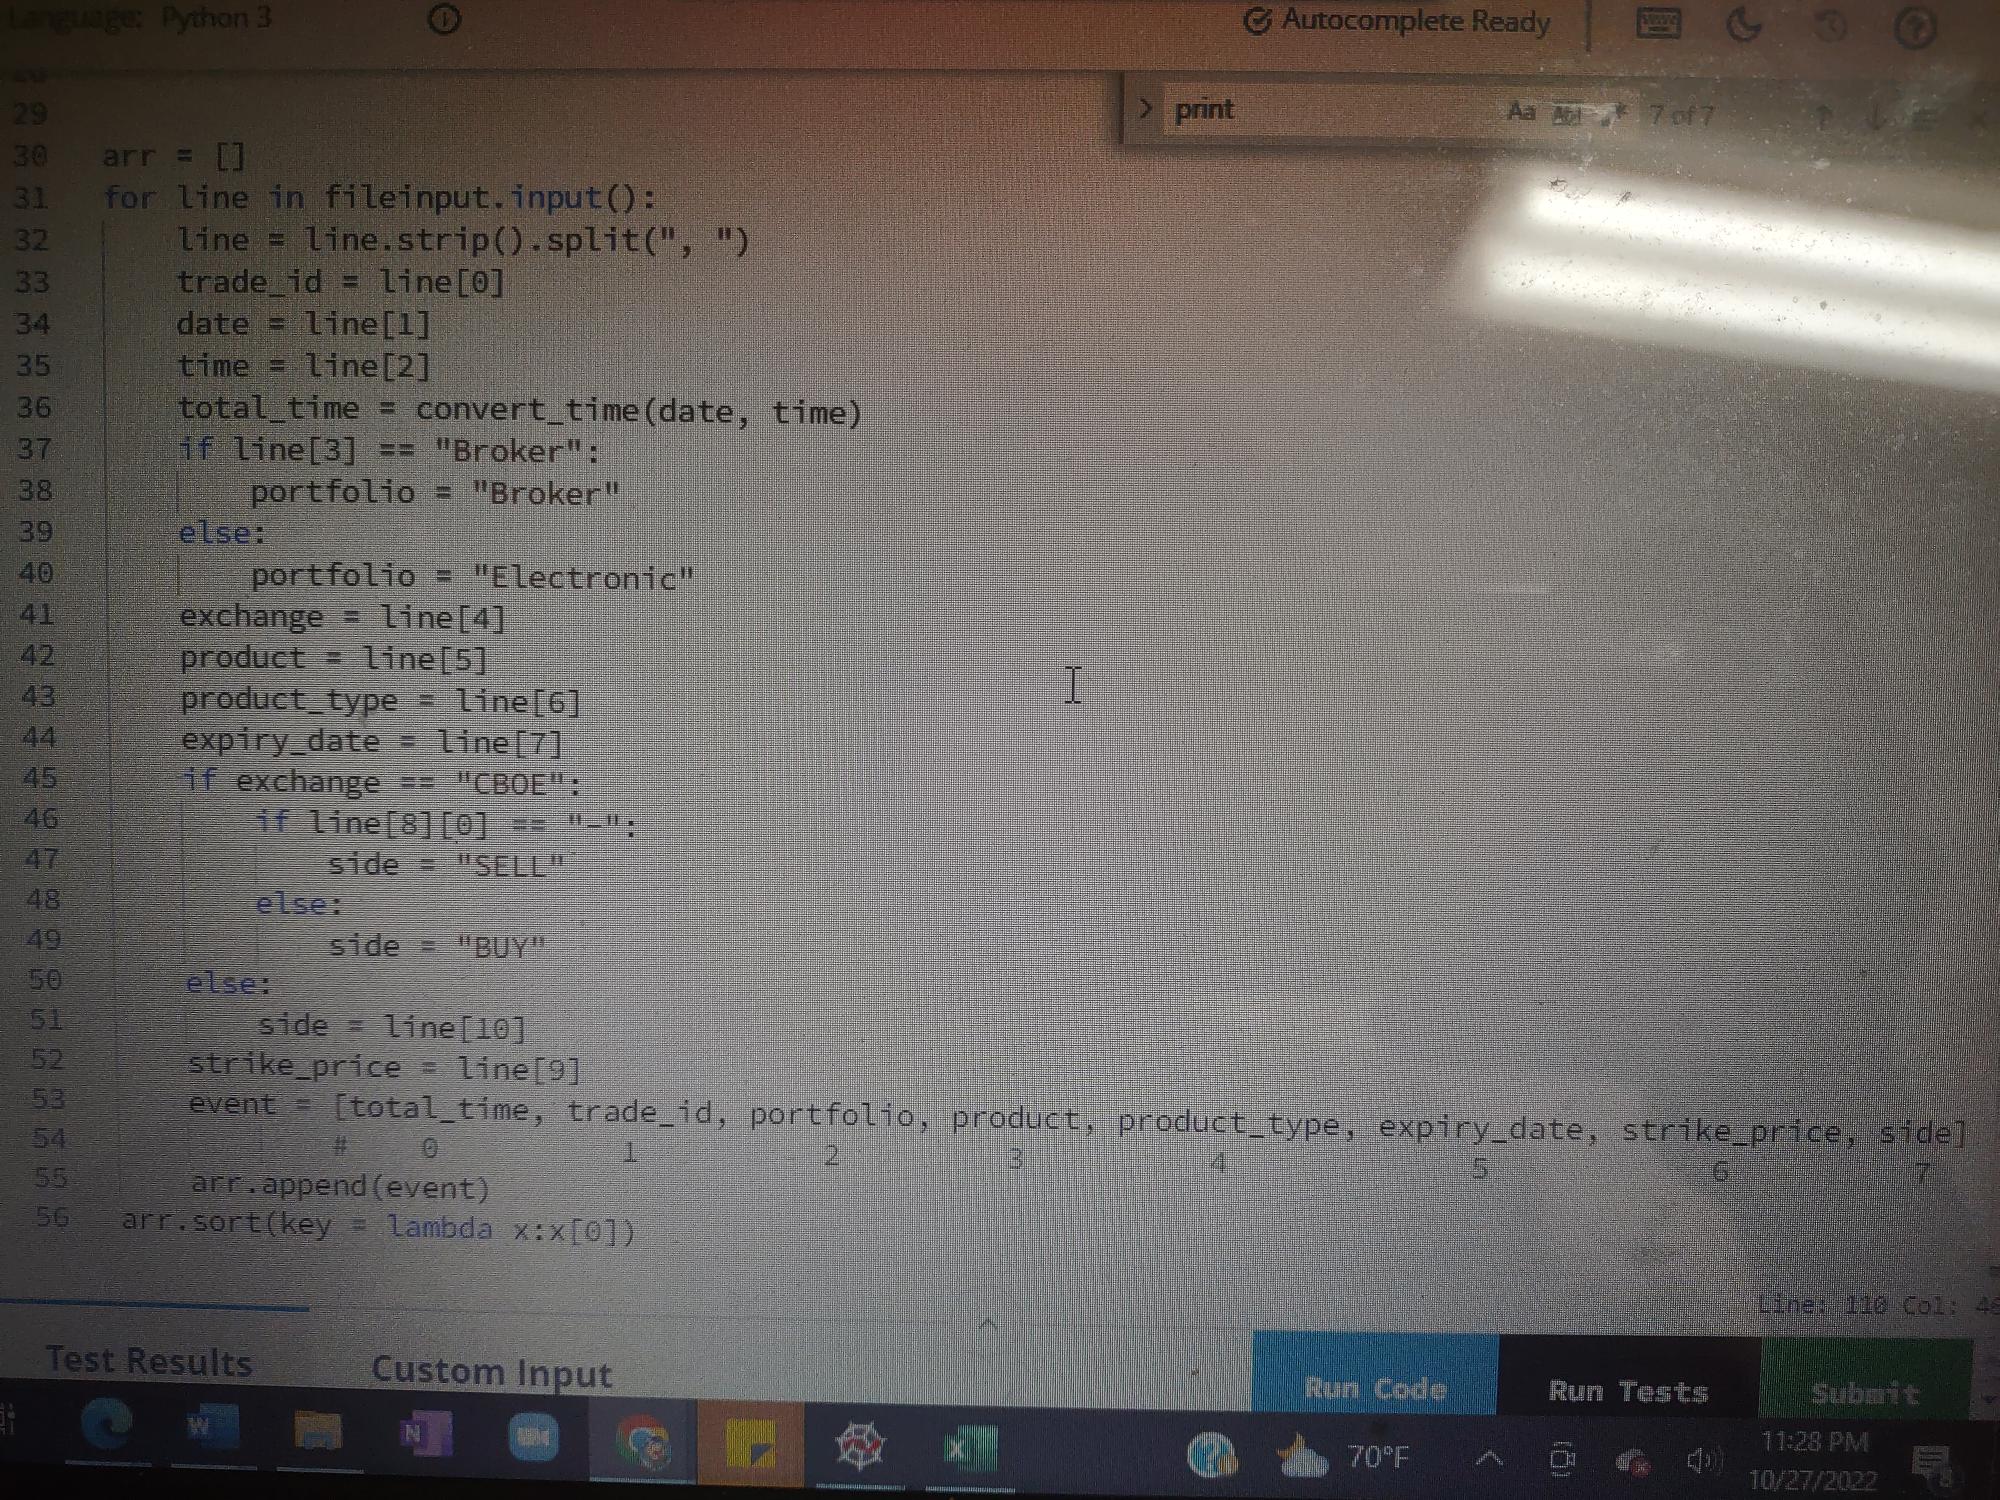 Language: Python 3
Autocomplete Ready
print
Aa
7 of 7
29
30 arr = []
31 for line in fileinput.input():
32     line = line.strip().split(", ")
33     trade_id = line[0]
34     date = line[1]
35     time = line[2]
36     total_time = convert_time(date, time)
37     if line[3] == "Broker":
38         portfolio = "Broker"
39     else:
40         portfolio = "Electronic"
41     exchange = line[4]
42     product = line[5]
43     product_type = line[6]
44     expiry_date = line[7]
45     if exchange == "CBOE":
46         if line[8][0] == "-":
47             side = "SELL"
48         else:
49             side = "BUY"
50     else:
51         side = line[10]
52     strike_price = line[9]
53     event = [total_time, trade_id, portfolio, product, product_type, expiry_date, strike_price, side]
54             # 0 1 2 3 4 5 6 7
55     arr.append(event)
56 arr.sort(key = lambda x:x[0])
Line: 110 Col: 46
Test Results
Custom Input
Run Code
Run Tests
Submit
70°F
11:28 PM
10/27/2022